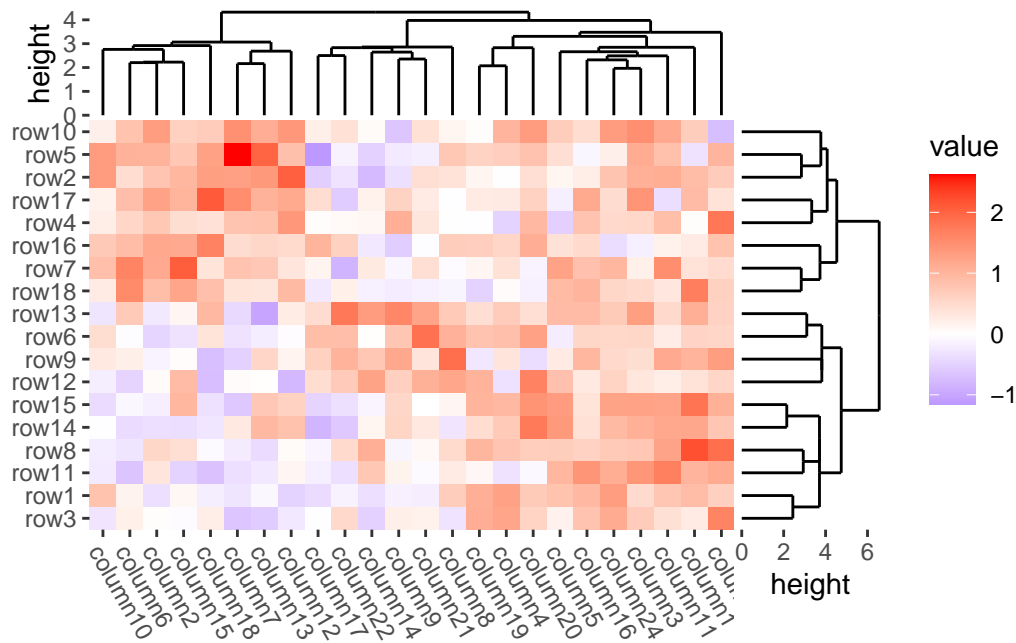 height
4
3
2
1
0
row10
row5
row2
row17
row4
row16
row7
row18
row13
row6
row9
row12
row15
row14
row8
row11
row1
row3
column10
column6
column2
column15
column18
column7
column13
column12
column17
column22
column14
column9
column21
column8
column19
column4
column20
column5
column16
column24
column3
column11
column1
0
2
4
6
height
value
2
1
0
−1